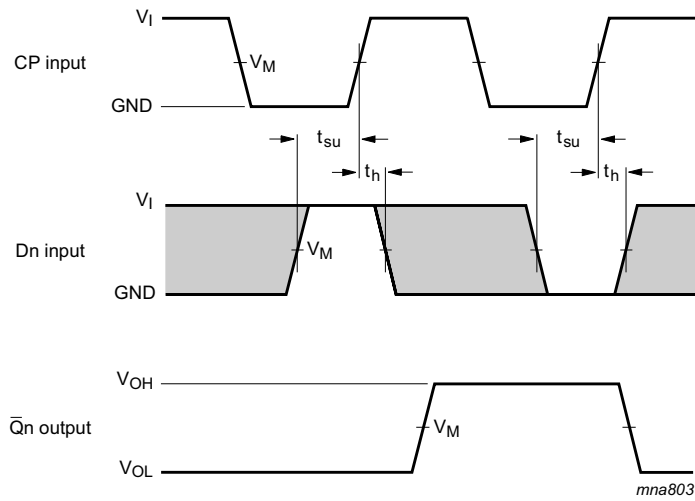 V_I
CP input
V_M
GND
t_su
t_su
t_h
t_h
V_I
Dn input
V_M
GND
V_OH
Q̅n output
V_M
V_OL
mna803